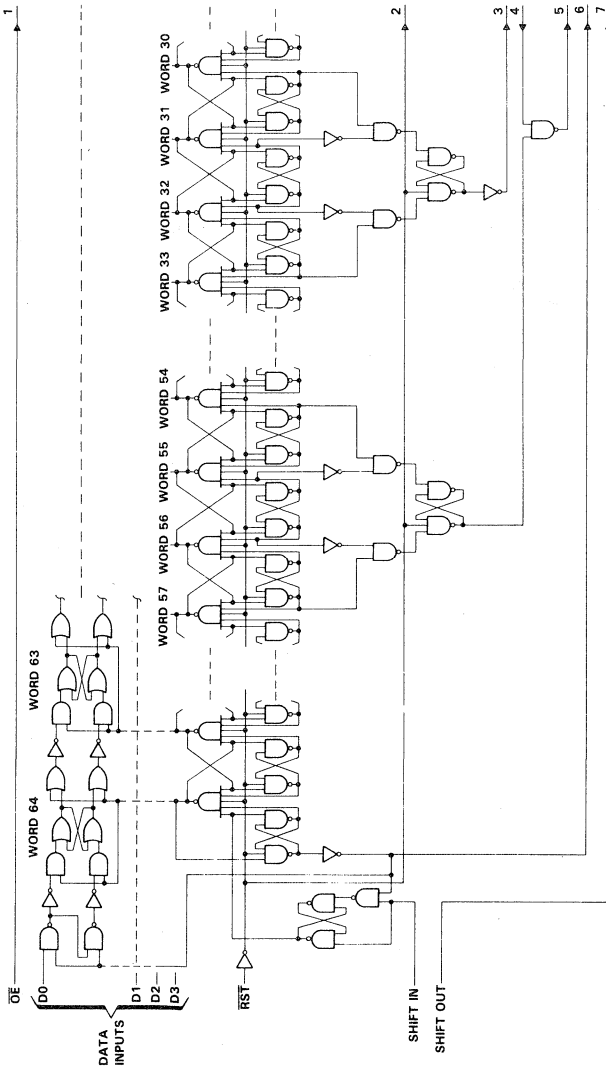 OE
1
D0
D1
D2
D3
DATA
INPUTS
WORD 64
WORD 63
WORD 57
WORD 56
WORD 55
WORD 54
WORD 33
WORD 32
WORD 31
WORD 30
RST
2
3
4
5
6
7
SHIFT IN
SHIFT OUT